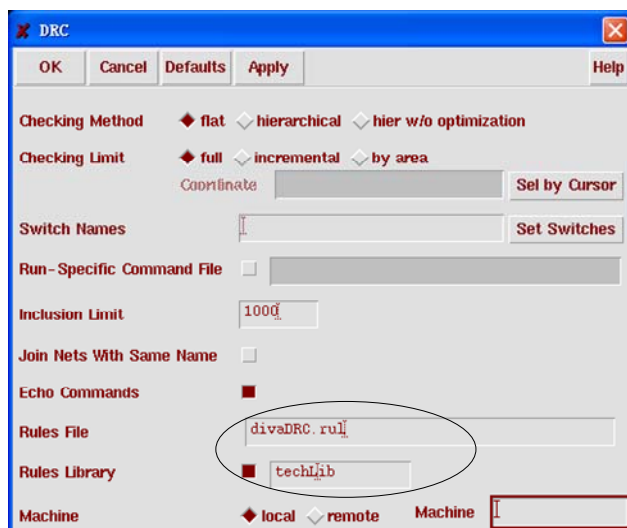 DRC
OK Cancel Defaults Apply Help
Checking Method flat hierarchical hier w/o optimization
Checking Limit full incremental by area
Coordinate Sel by Cursor
Switch Names Set Switches
Run-Specific Command File
Inclusion Limit 1000
Join Nets With Same Name
Echo Commands
Rules File divaDRC.rul
Rules Library techLib
Machine local remote Machine